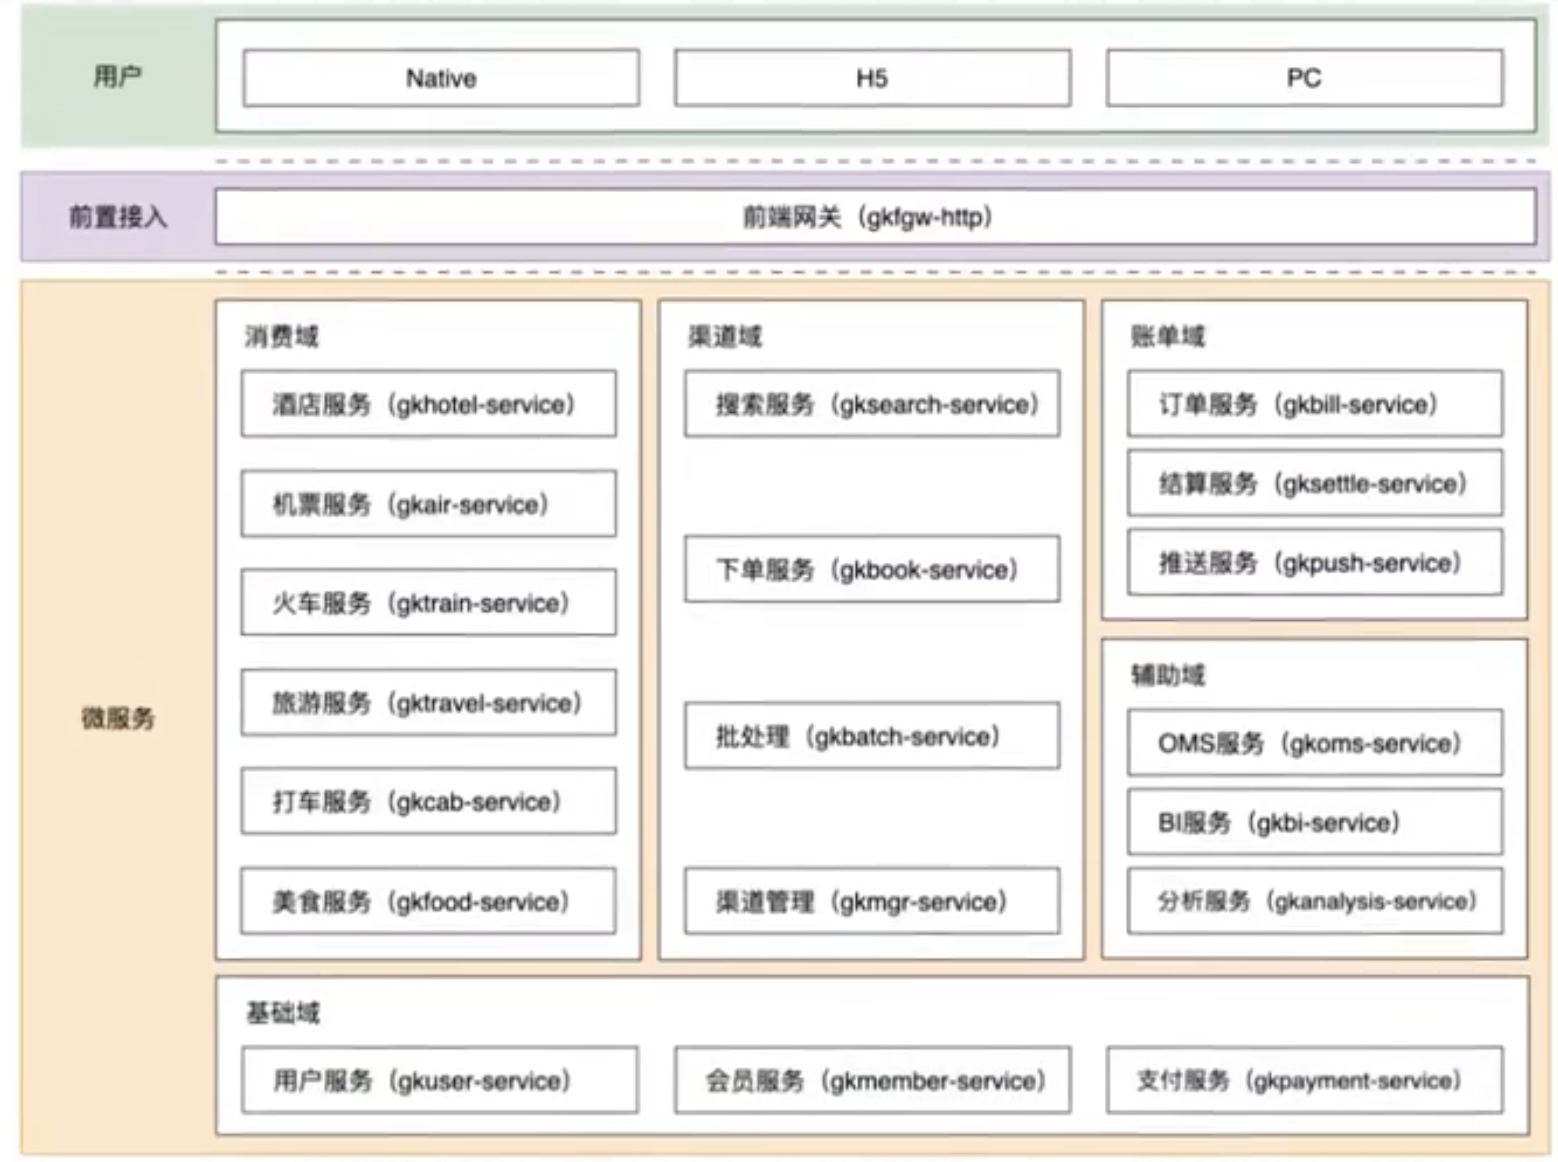 用户
Native
H5
PC
前置接入
前端网关（gkfgw-http）
微服务
消费域
酒店服务（gkhotel-service）
机票服务（gkair-service）
火车服务（gktrain-service）
旅游服务（gktravel-service）
打车服务（gkcab-service）
美食服务（gkfood-service）
渠道域
搜索服务（gksearch-service）
下单服务（gkbook-service）
批处理（gkbatch-service）
渠道管理（gkmgr-service）
账单域
订单服务（gkbill-service）
结算服务（gksettle-service）
推送服务（gkpush-service）
辅助域
OMS服务（gkoms-service）
BI服务（gkbi-service）
分析服务（gkanalysis-service）
基础域
用户服务（gkuser-service）
会员服务（gkmember-service）
支付服务（gkpayment-service）